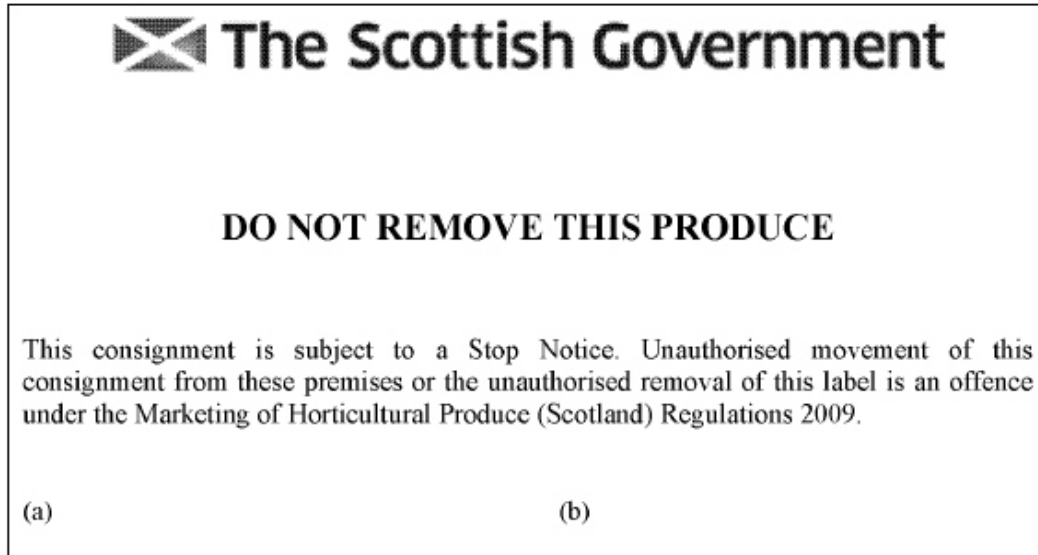 The Scottish Government
DO NOT REMOVE THIS PRODUCE
This consignment is subject to a Stop Notice. Unauthorised movement of this
consignment from these premises or the unauthorised removal of this label is an offence
under the Marketing of Horticultural Produce (Scotland) Regulations 2009.
(a) (b)